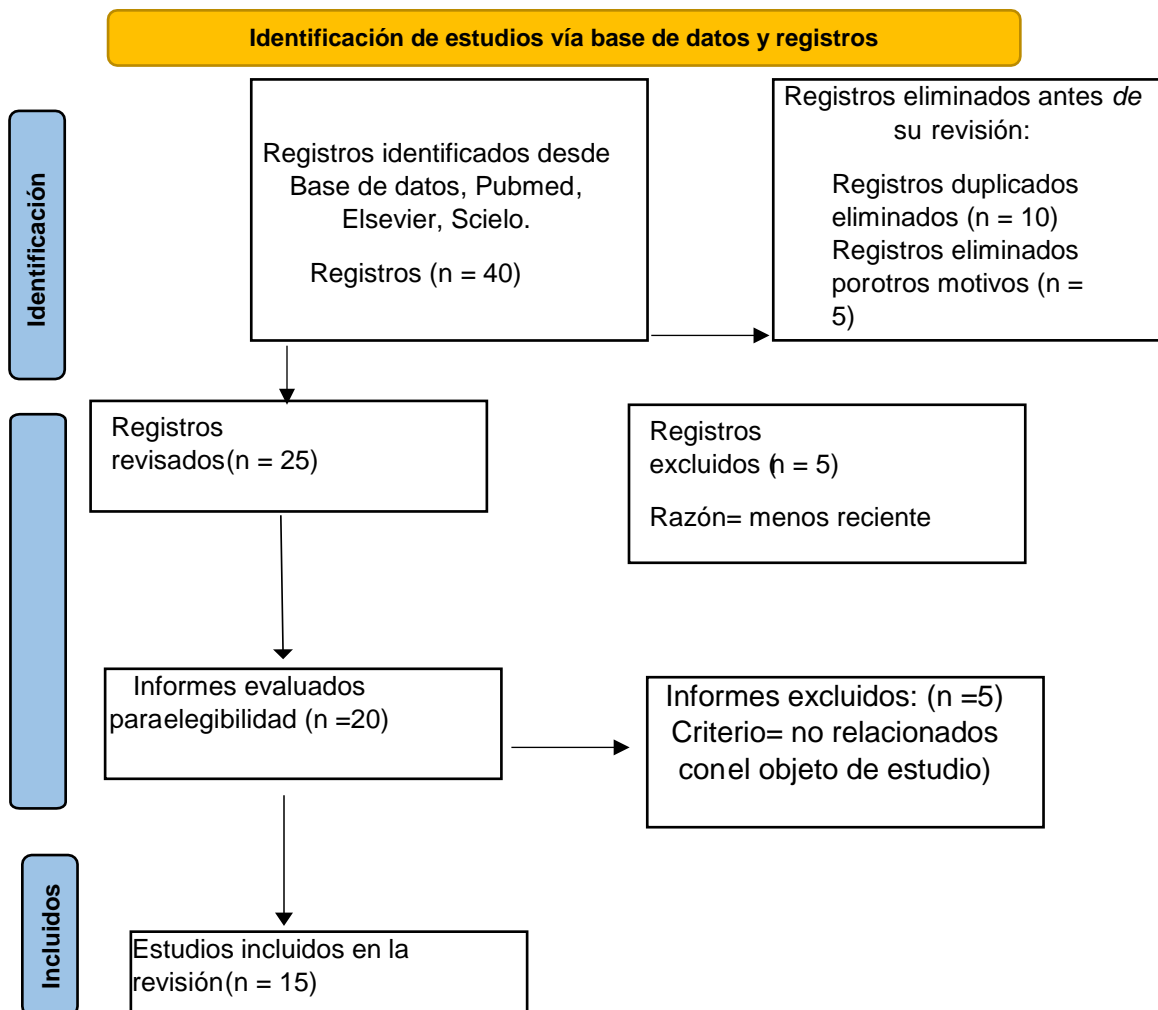 Identificación de estudios vía base de datos y registros
Identificación
Registros identificados desde
Base de datos, Pubmed,
Elsevier, Scielo.
Registros (n = 40)
Registros eliminados antes de
su revisión:
Registros duplicados
eliminados (n = 10)
Registros eliminados
porotros motivos (n =
5)
Registros
revisados(n = 25)
Registros
excluidos (n = 5)
Razón= menos reciente
Informes evaluados
paraelegibilidad (n =20)
Informes excluidos: (n =5)
Criterio= no relacionados
conel objeto de estudio)
Incluidos
Estudios incluidos en la
revisión(n = 15)